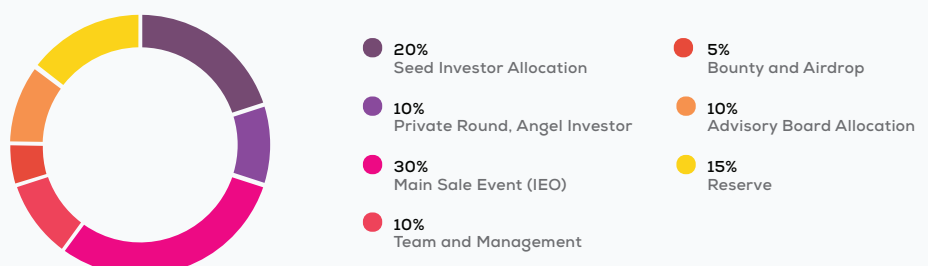 20%
Seed Investor Allocation
10%
Private Round, Angel Investor
30%
Main Sale Event (IEO)
10%
Team and Management
5%
Bounty and Airdrop
10%
Advisory Board Allocation
15%
Reserve